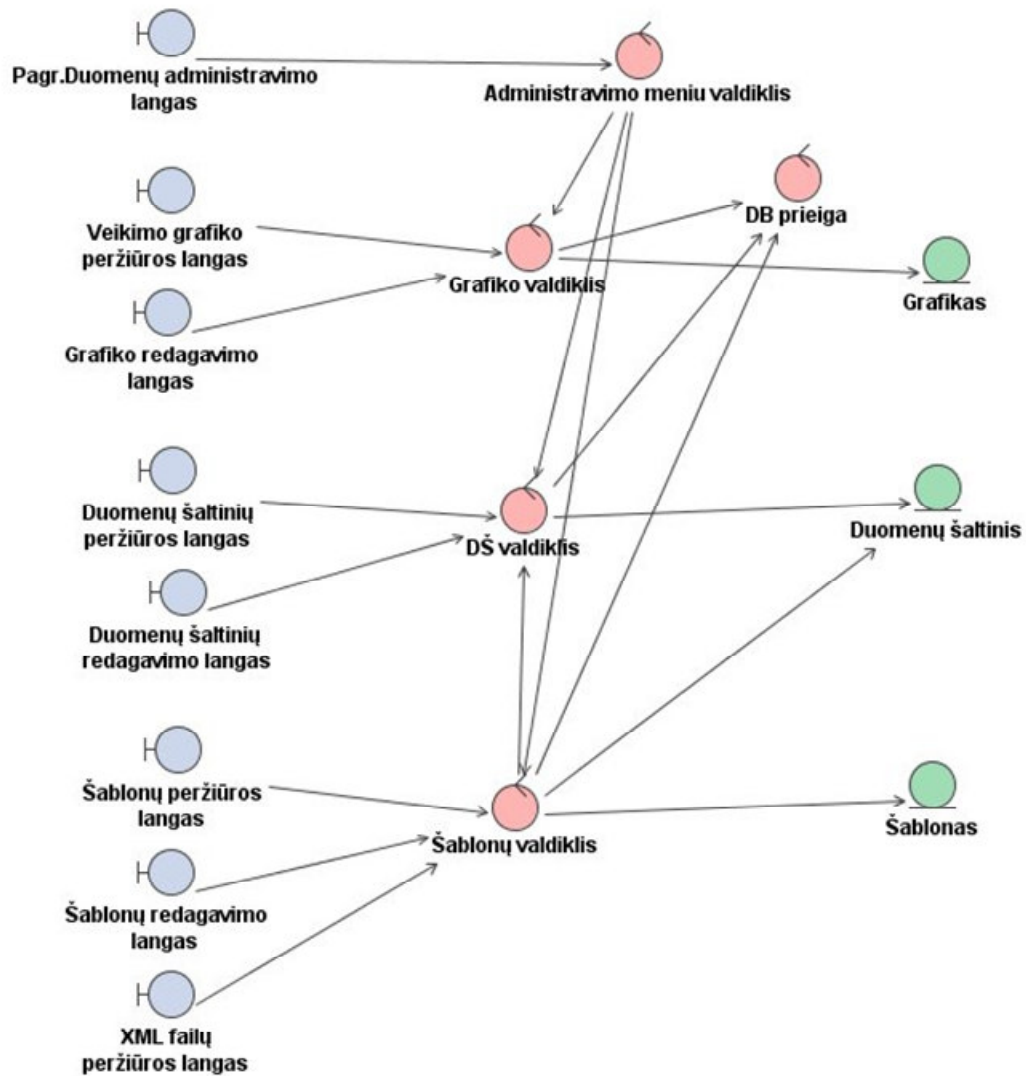 Pagr.Duomenų administravimo
langas
Administravimo meniu valdiklis
DB prieiga
Veikimo grafiko
peržiūros langas
Grafiko valdiklis
Grafikas
Grafiko redagavimo
langas
Duomenų šaltinių
peržiūros langas
DŠ valdiklis
Duomenų šaltinis
Duomenų šaltinių
redagavimo langas
Šablonų peržiūros
langas
Šablonų valdiklis
Šablonas
Šablonų redagavimo
langas
XML failų
peržiūros langas